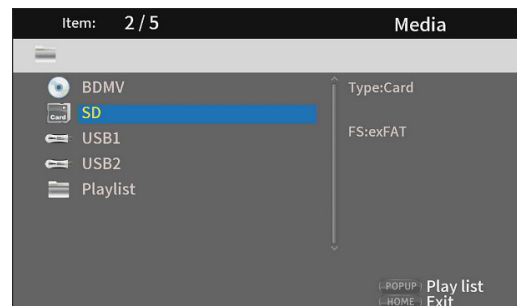 Item: 2/5 Media
BDMV
Card SD
USB1
USB2
Playlist
Type:Card
FS:exFAT
POPUP Play list
HOME Exit